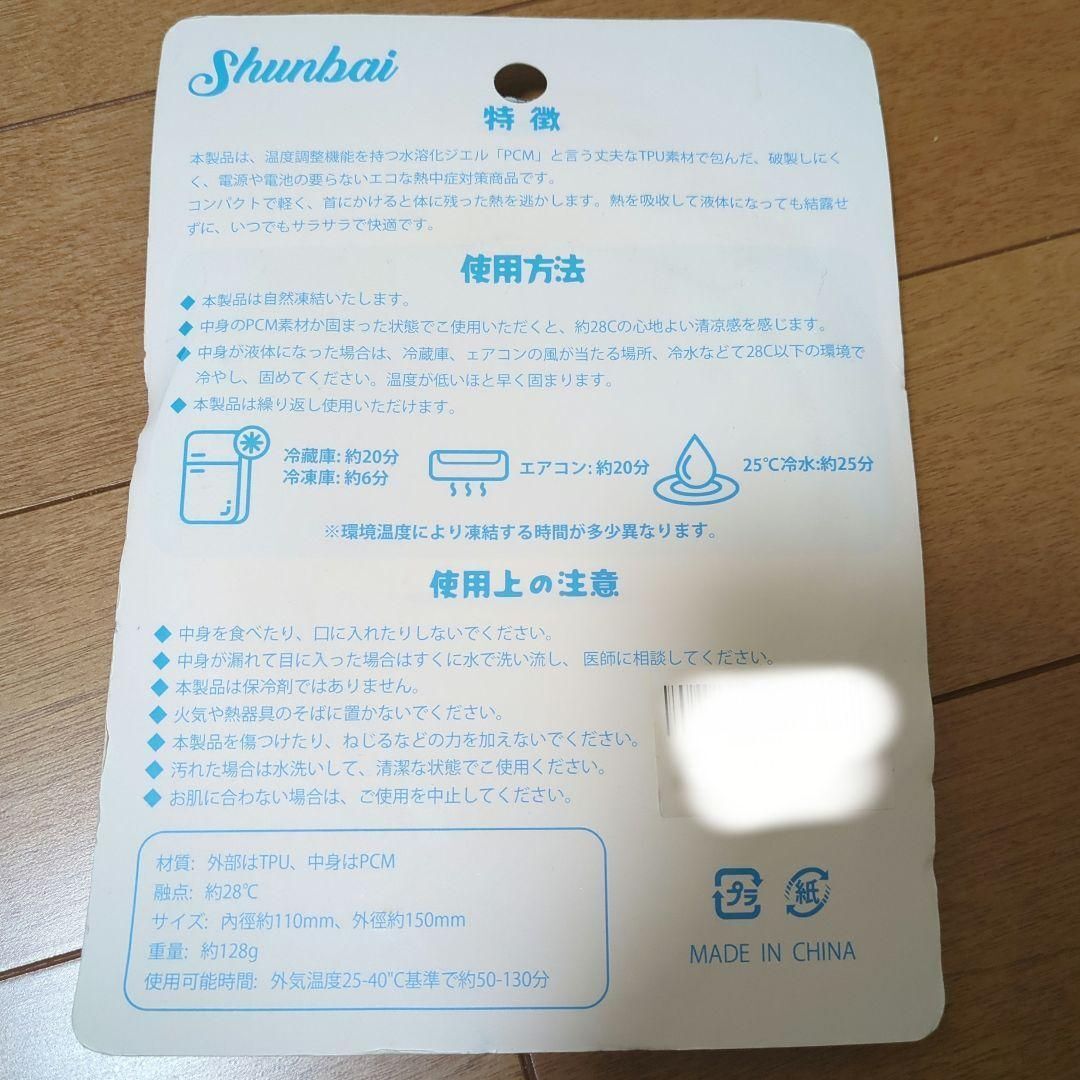 Shunbai
特徴
本製品は、温度調整機能を持つ水溶化ジエル「PCM」と言う丈夫なTPU素材で包んだ、破製しにく
く、電源や電池の要らないエコな熱中症対策商品です。
コンパクトで軽く、首にかけると体に残った熱を逃かします。熱を吸収して液体になっても結露せ
ずに、いつでもサラサラで快適です。
使用方法
◆ 本製品は自然凍結いたします。
◆ 中身のPCM素材か固まった状態でこ使用いただくと、約28Cの心地よい清凉感を感じます。
◆ 中身が液体になった場合は、冷蔵庫、ェアコンの風が当たる場所、冷水などて28C以下の環境で
冷やし、固めてください。温度が低いほと早く固まります。
◆ 本製品は繰り返し使用いただけます。
冷藏庫: 約20分
冷凍庫: 約6分
エアコン: 約20分
25℃冷水:約25分
※環境温度により凍結する時間が多少異なります。
使用上の注意
◆ 中身を食べたり、口に入れたりしないでください。
◆ 中身が漏れて目に入った場合はすくに水で洗い流し、医師に相談してください。
◆ 本製品は保冷剤ではありません。
◆ 火気や熱器具のそばに置かないでください。
◆ 本製品を傷つけたり、ねじるなどの力を加えないでください。
◆ 汚れた場合は水洗いして、清潔な状態でこ使用ください。
◆ お肌に合わない場合は、ご使用を中止してください。
材質: 外部はTPU、中身はPCM
融点: 約28℃
サイズ: 內徑約110mm、外徑約150mm
重量: 約128g
使用可能時間: 外気温度25-40"C基準で約50-130分
プラ
紙
MADE IN CHINA